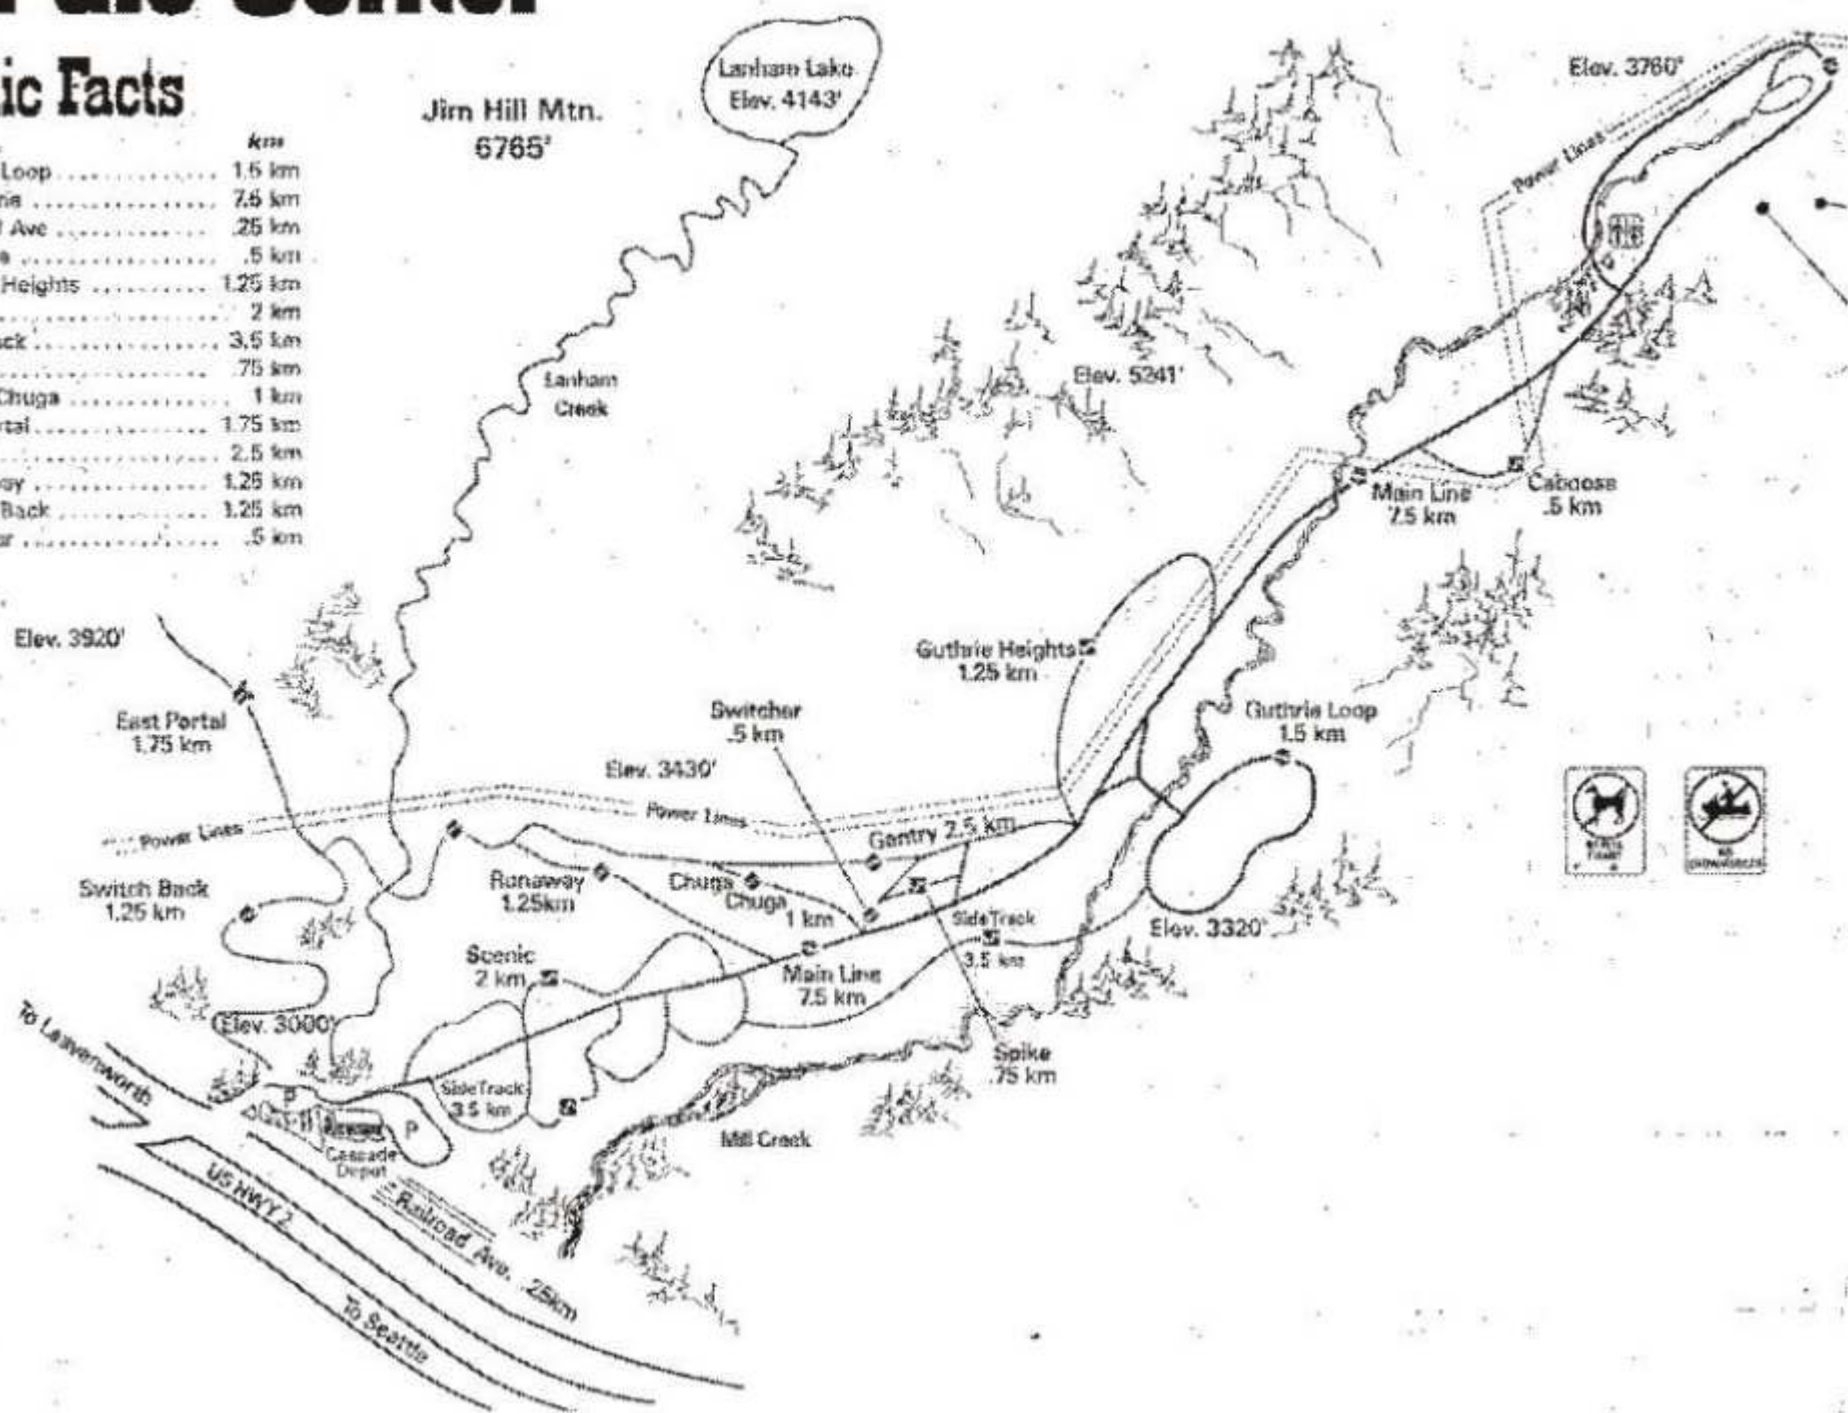 Center
ic Facts
km
Loop 1.5 km
7.5 km
Ave .25 km
.5 km
Heights 1.25 km
2 km
ck 3.5 km
.75 km
Chuga 1 km
tal 1.75 km
2.5 km
ay 1.25 km
Back 1.25 km
.5 km
Jim Hill Mtn.
6765'
Lanham Lake
Elev. 4143'
Elev. 3760'
Power Lines
Lanham
Creek
Elev. 5241'
Main Line
7.5 km
Caboose
.5 km
Elev. 3920'
East Portal
1.75 km
Guthrie Heights
1.25 km
Switcher
.5 km
Guthrie Loop
1.5 km
Elev. 3430'
Power Lines
Power Lines
Gantry 2.5 km
Switch Back
1.25 km
Runaway
1.25km
Chuga
Chuga
1 km
Side Track
3.5 km
Elev. 3320'
Scenic
2 km
Main Line
7.5 km
Elev. 3000'
Spike
.75 km
Side Track
3.5 km
To Leavenworth
P
P
Cascade
Depot
Mill Creek
US HWY 2
Railroad Ave. .25km
To Seattle